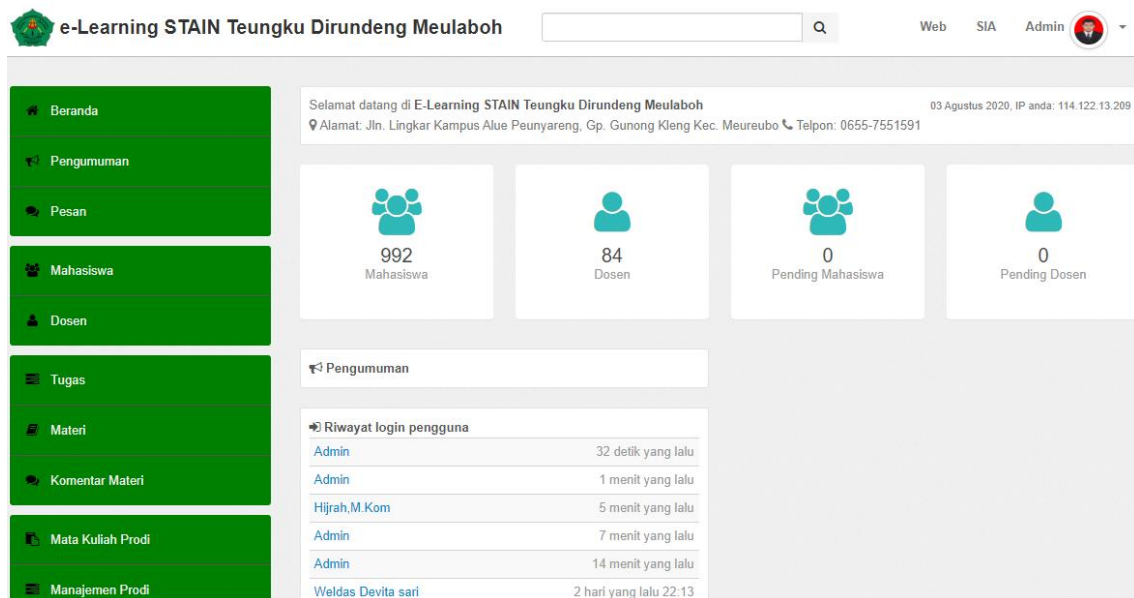 e-Learning STAIN Teungku Dirundeng Meulaboh
Web SIA Admin
Beranda
Pengumuman
Pesan
Mahasiswa
Dosen
Tugas
Materi
Komentar Materi
Mata Kuliah Prodi
Manajemen Prodi
Selamat datang di E-Learning STAIN Teungku Dirundeng Meulaboh
03 Agustus 2020, IP anda: 114.122.13.209
Alamat: Jln. Lingkar Kampus Alue Peunyareng, Gp. Gunong Kleng Kec. Meureubo Telpon: 0655-7551591
992
Mahasiswa
84
Dosen
0
Pending Mahasiswa
0
Pending Dosen
Pengumuman
Riwayat login pengguna
Admin 32 detik yang lalu
Admin 1 menit yang lalu
Hijrah,M.Kom 5 menit yang lalu
Admin 7 menit yang lalu
Admin 14 menit yang lalu
Weldas Devita sari 2 hari yang lalu 22:13